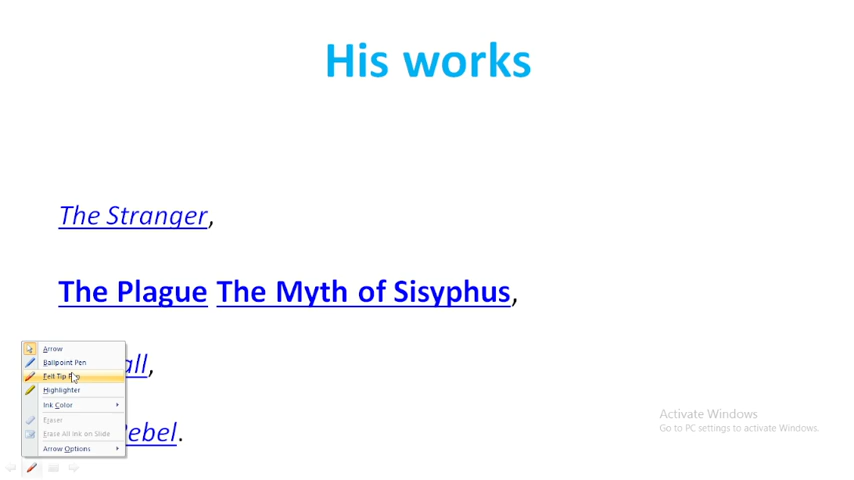 His works
The Stranger,
The Plague The Myth of Sisyphus,
Arrow
Ballpoint Pen
Felt Tip
all,
Highlighter
Ink Color
Activate Windows
Eraser
Go to PC settings to activate Windows.
Erase All Ink on Slide
ebel.
Arrow Options